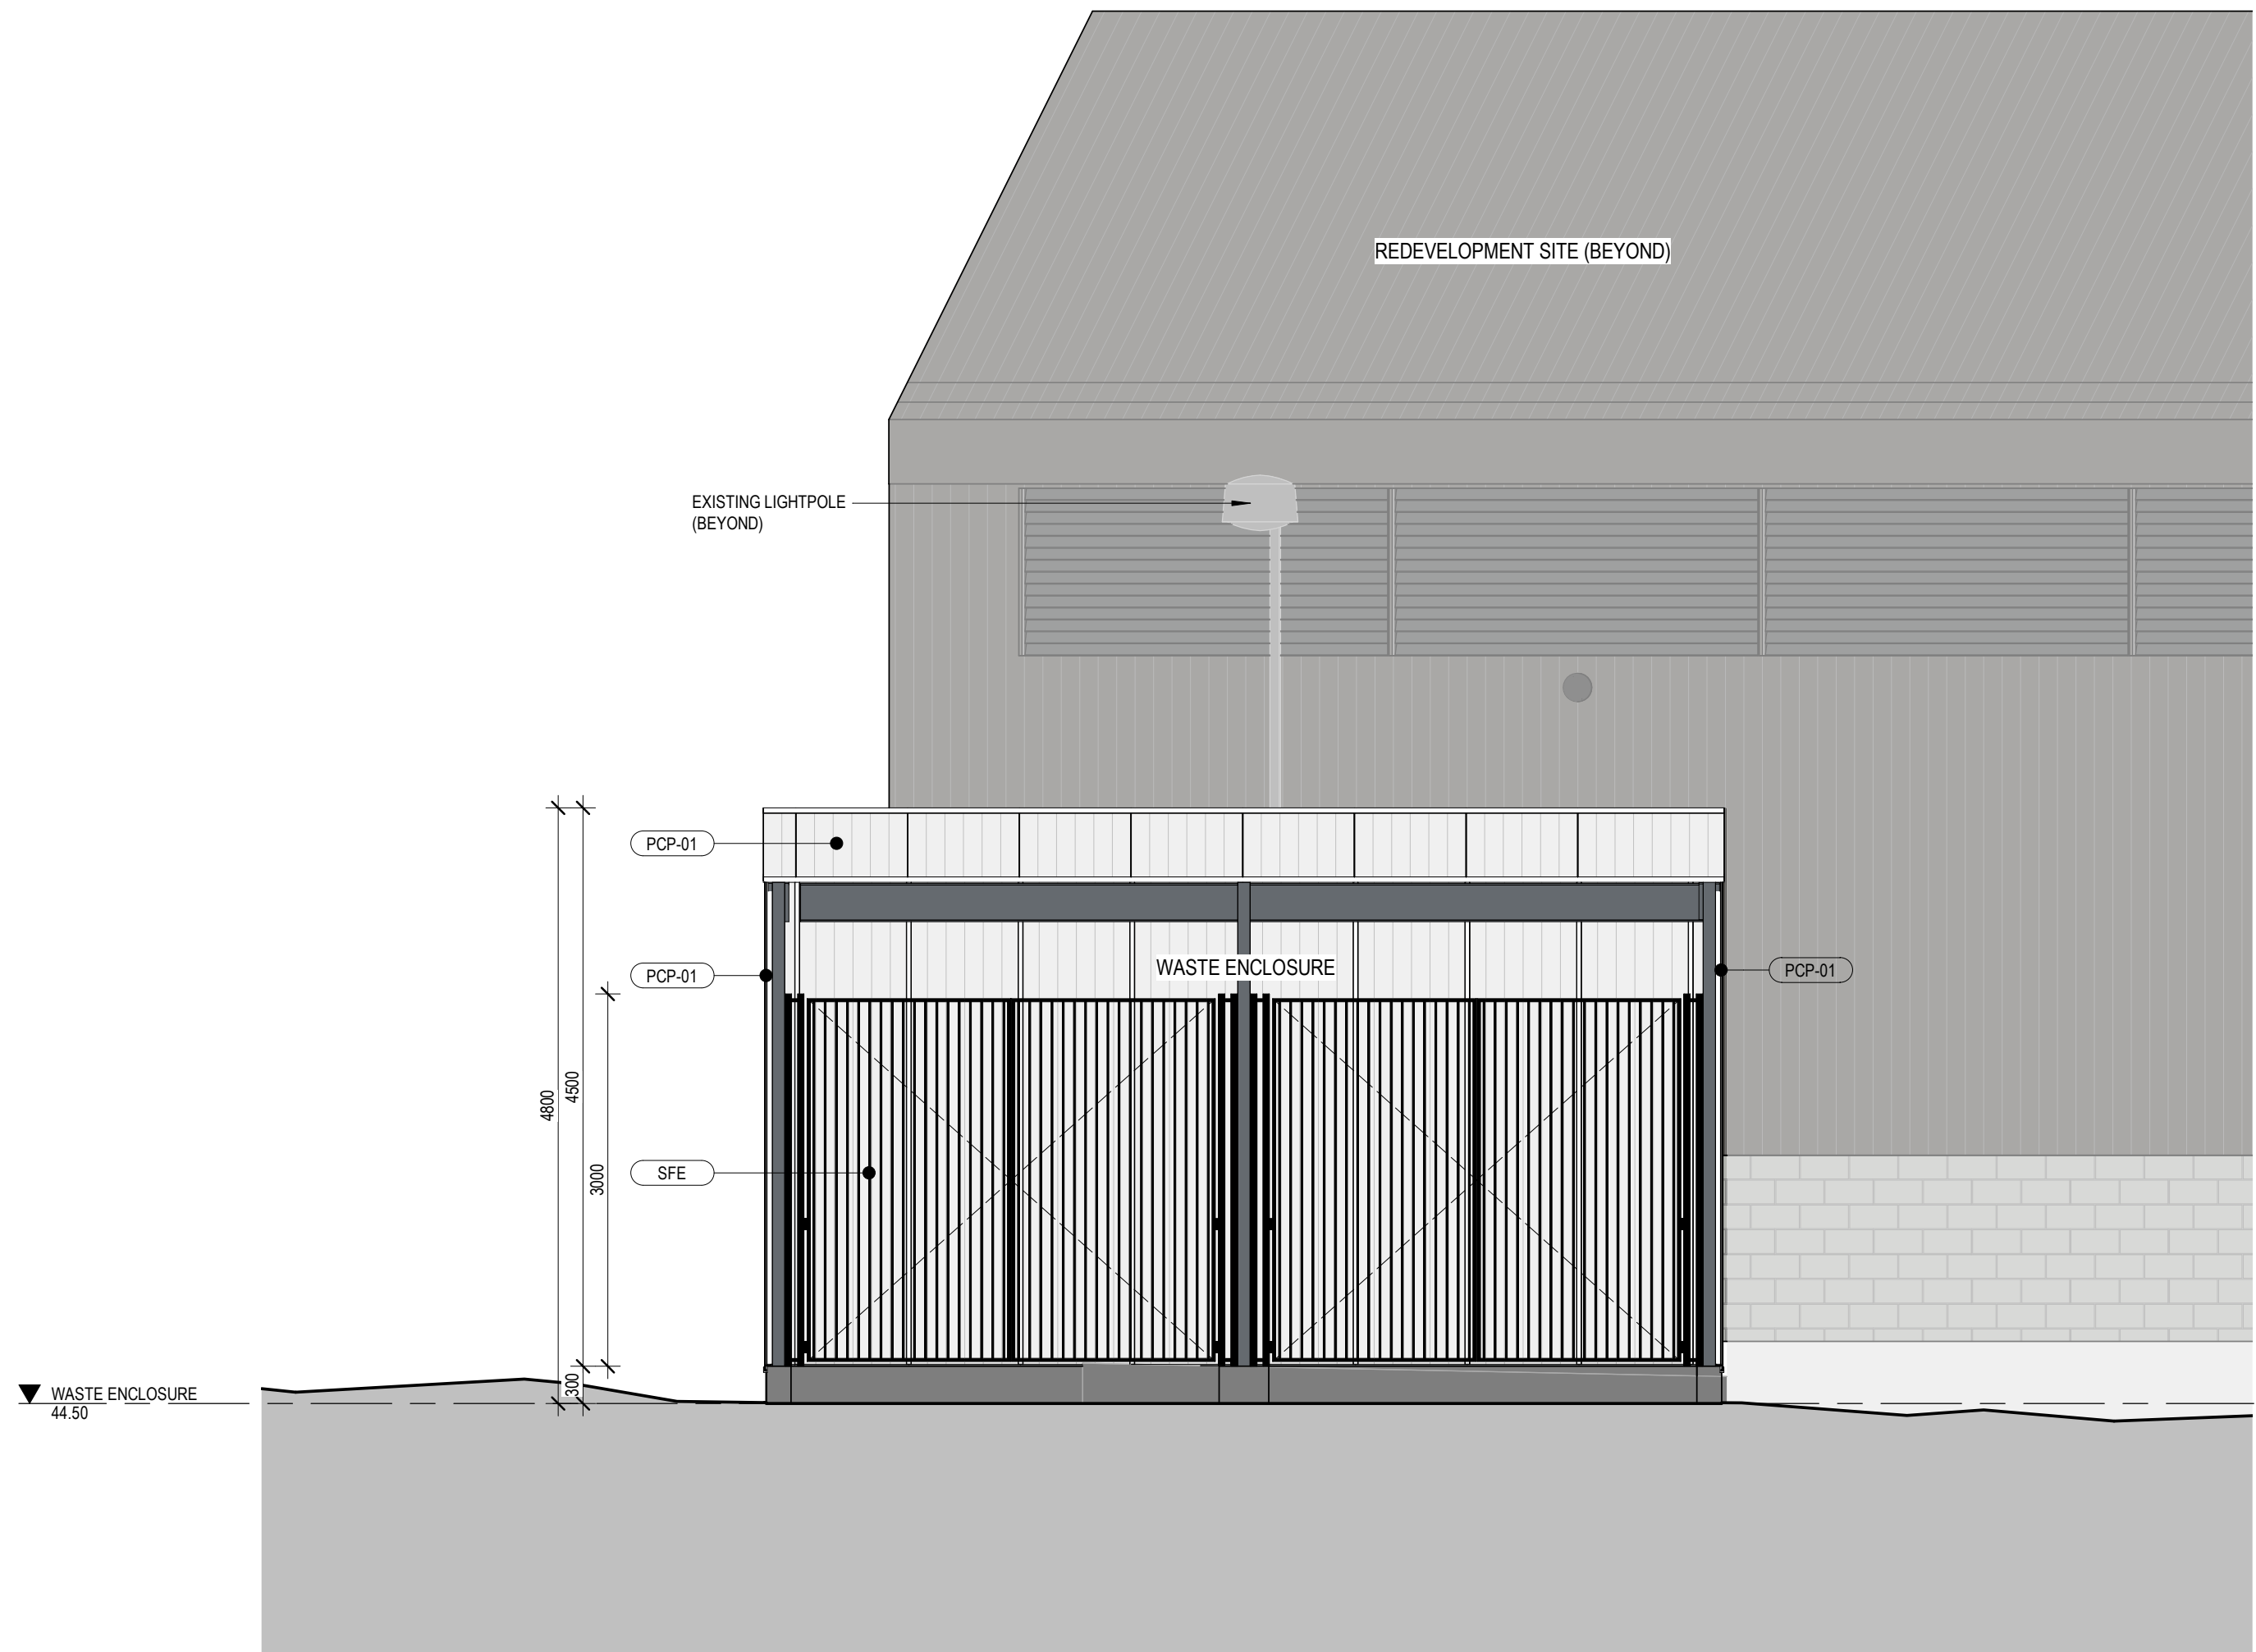 REDEVELOPMENT SITE (BEYOND)
EXISTING LIGHTPOLE
(BEYOND)
PCP-01
PCP-01
WASTE ENCLOSURE
PCP-01
4800
4500
3000
SFE
300
WASTE ENCLOSURE
44.50